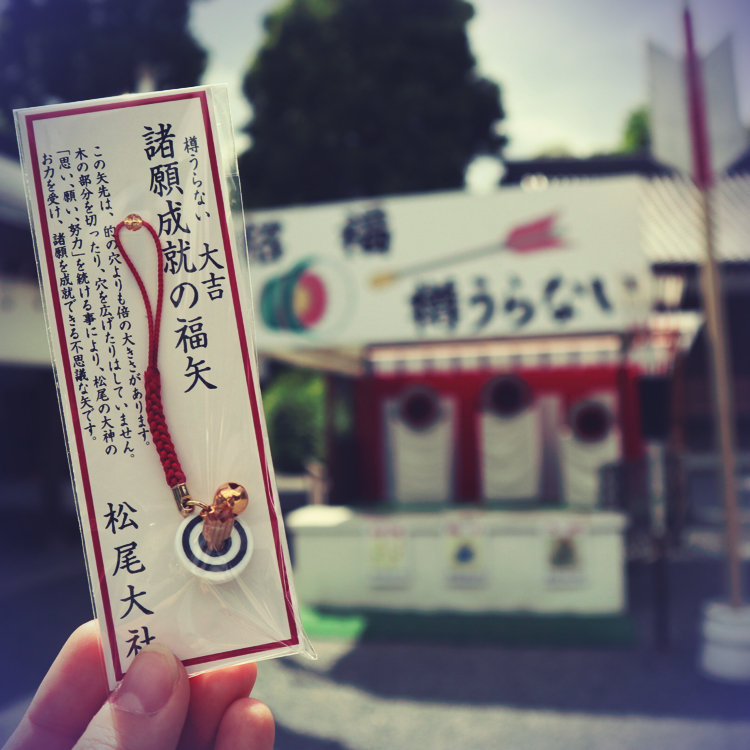 樽うらない 大吉
諸願成就の福矢
この矢先は、的の穴よりも倍の大きさがあります。
木の部分を切ったり、穴を広げたりはしていません。
「思い、願い、努力」を続ける事により、松尾の大神の
お力を受け、諸願を成就できる不思議な矢です。
松尾大社
招福
樽うらない